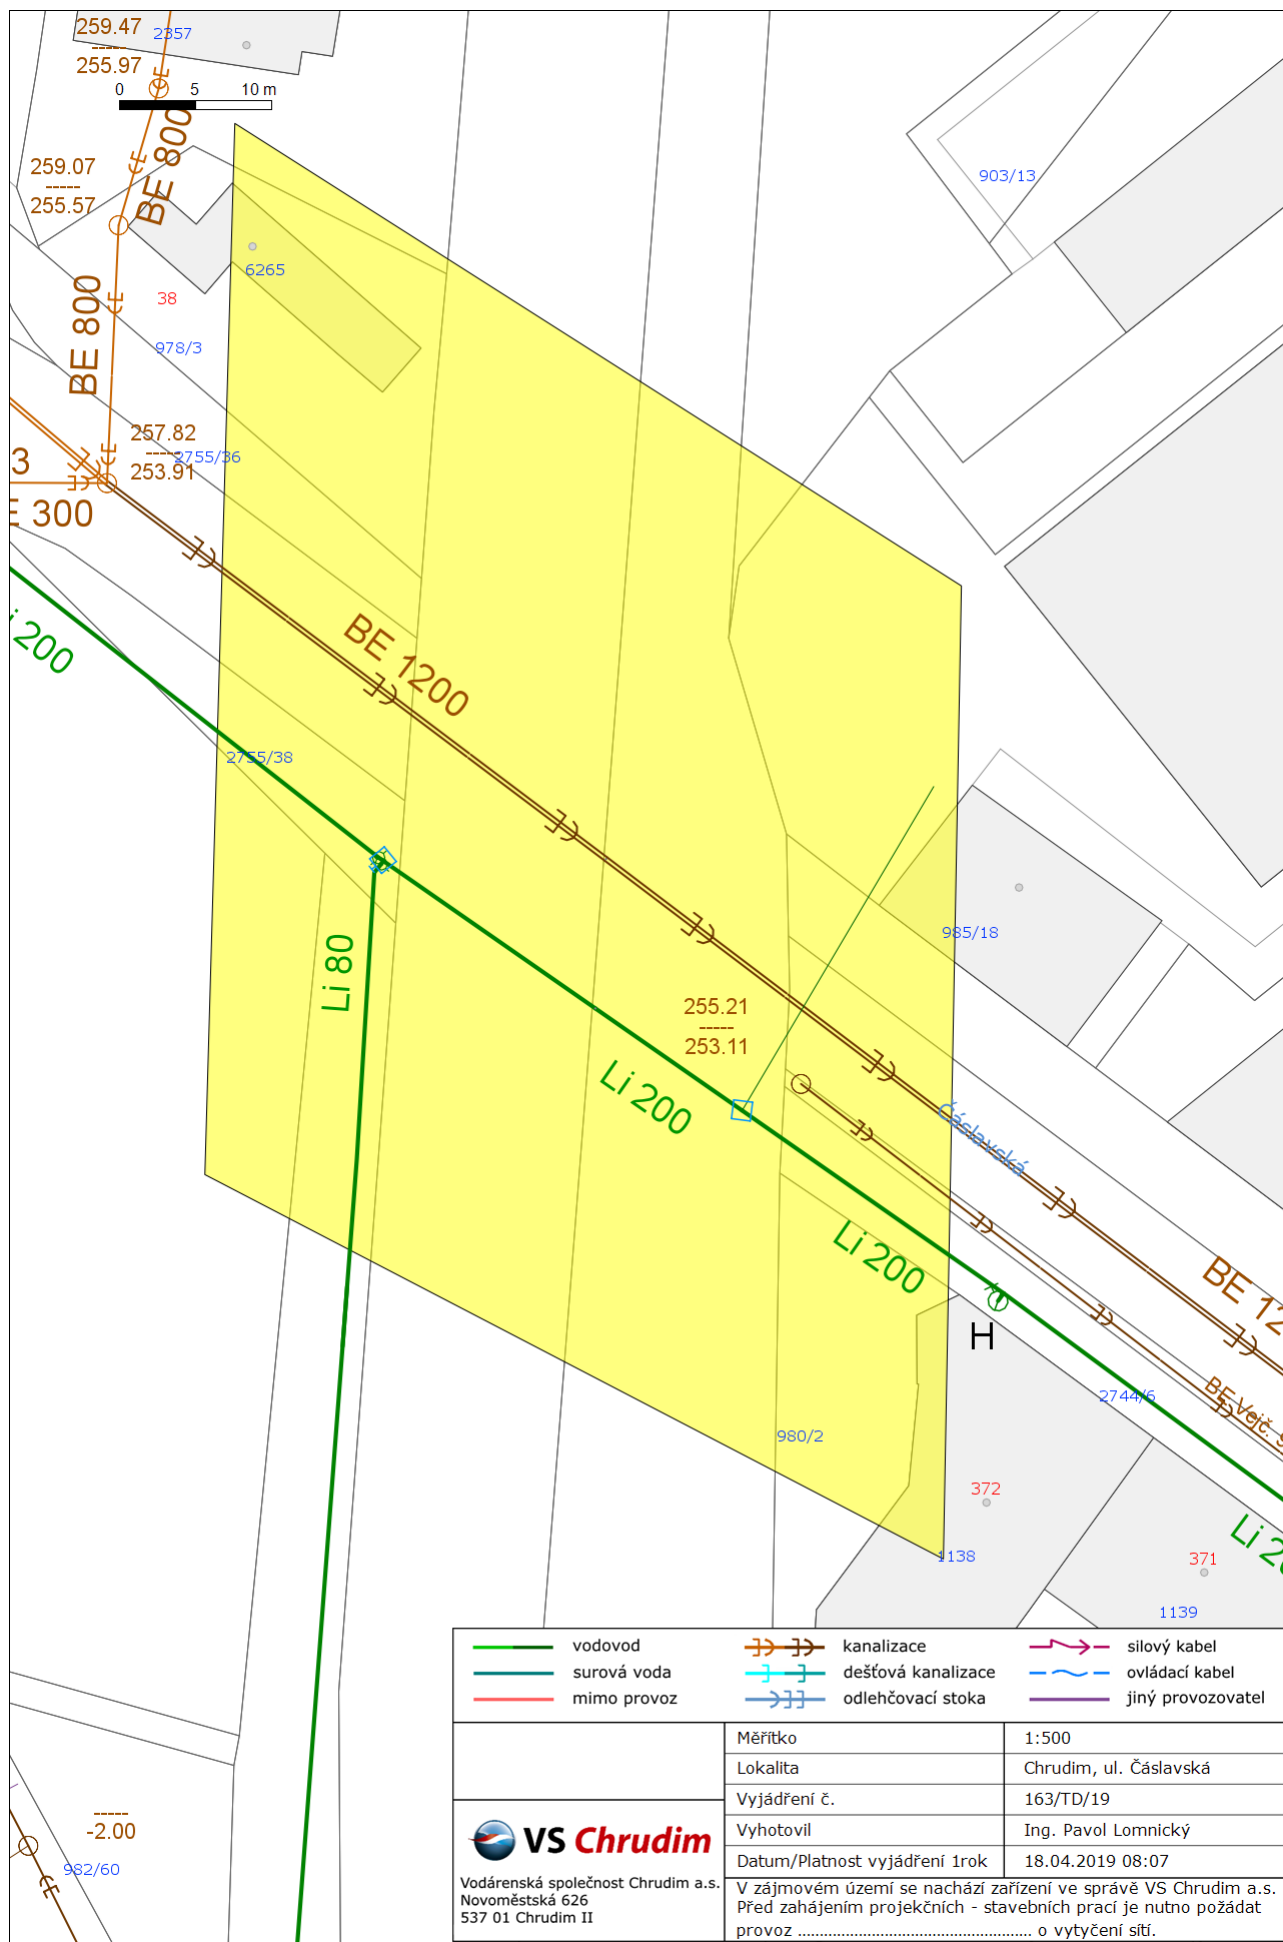 259.47
-----
255.97
2357
0 5 10 m
BE 800
259.07
-----
255.57
903/13
6265
38
BE 800
978/3
257.82
-----
253.91
2755/36
3
E 300
BE 1200
i 200
2755/38
985/18
Li 80
255.21
-----
253.11
Li 200
Čáslavská
Li 200
BE 12
H
2744/6
BE Vejč. 9
980/2
372
1138
Li 20
371
1139
-----
-2.00
982/60
vodovod
surová voda
mimo provoz
kanalizace
dešťová kanalizace
odlehčovací stoka
silový kabel
ovládací kabel
jiný provozovatel
Měřítko 1:500
Lokalita Chrudim, ul. Čáslavská
Vyjádření č. 163/TD/19
Vyhotovil Ing. Pavol Lomnický
Datum/Platnost vyjádření 1rok 18.04.2019 08:07
VS Chrudim
Vodárenská společnost Chrudim a.s.
Novoměstská 626
537 01 Chrudim II
V zájmovém území se nachází zařízení ve správě VS Chrudim a.s.
Před zahájením projekčních - stavebních prací je nutno požádat
provoz ...................................................... o vytyčení sítí.